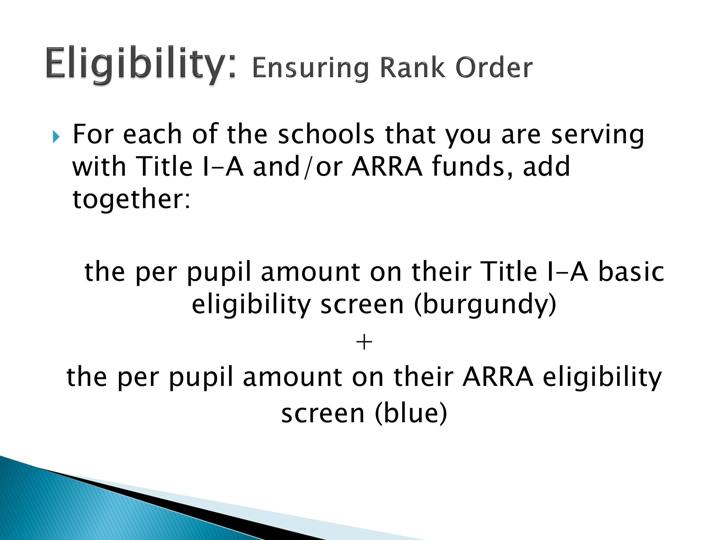 Eligibility: Ensuring Rank Order
For each of the schools that you are serving
with Title I-A and/or ARRA funds, add
together:
the per pupil amount on their Title I-A basic
eligibility screen (burgundy)
+
the per pupil amount on their ARRA eligibility
screen (blue)